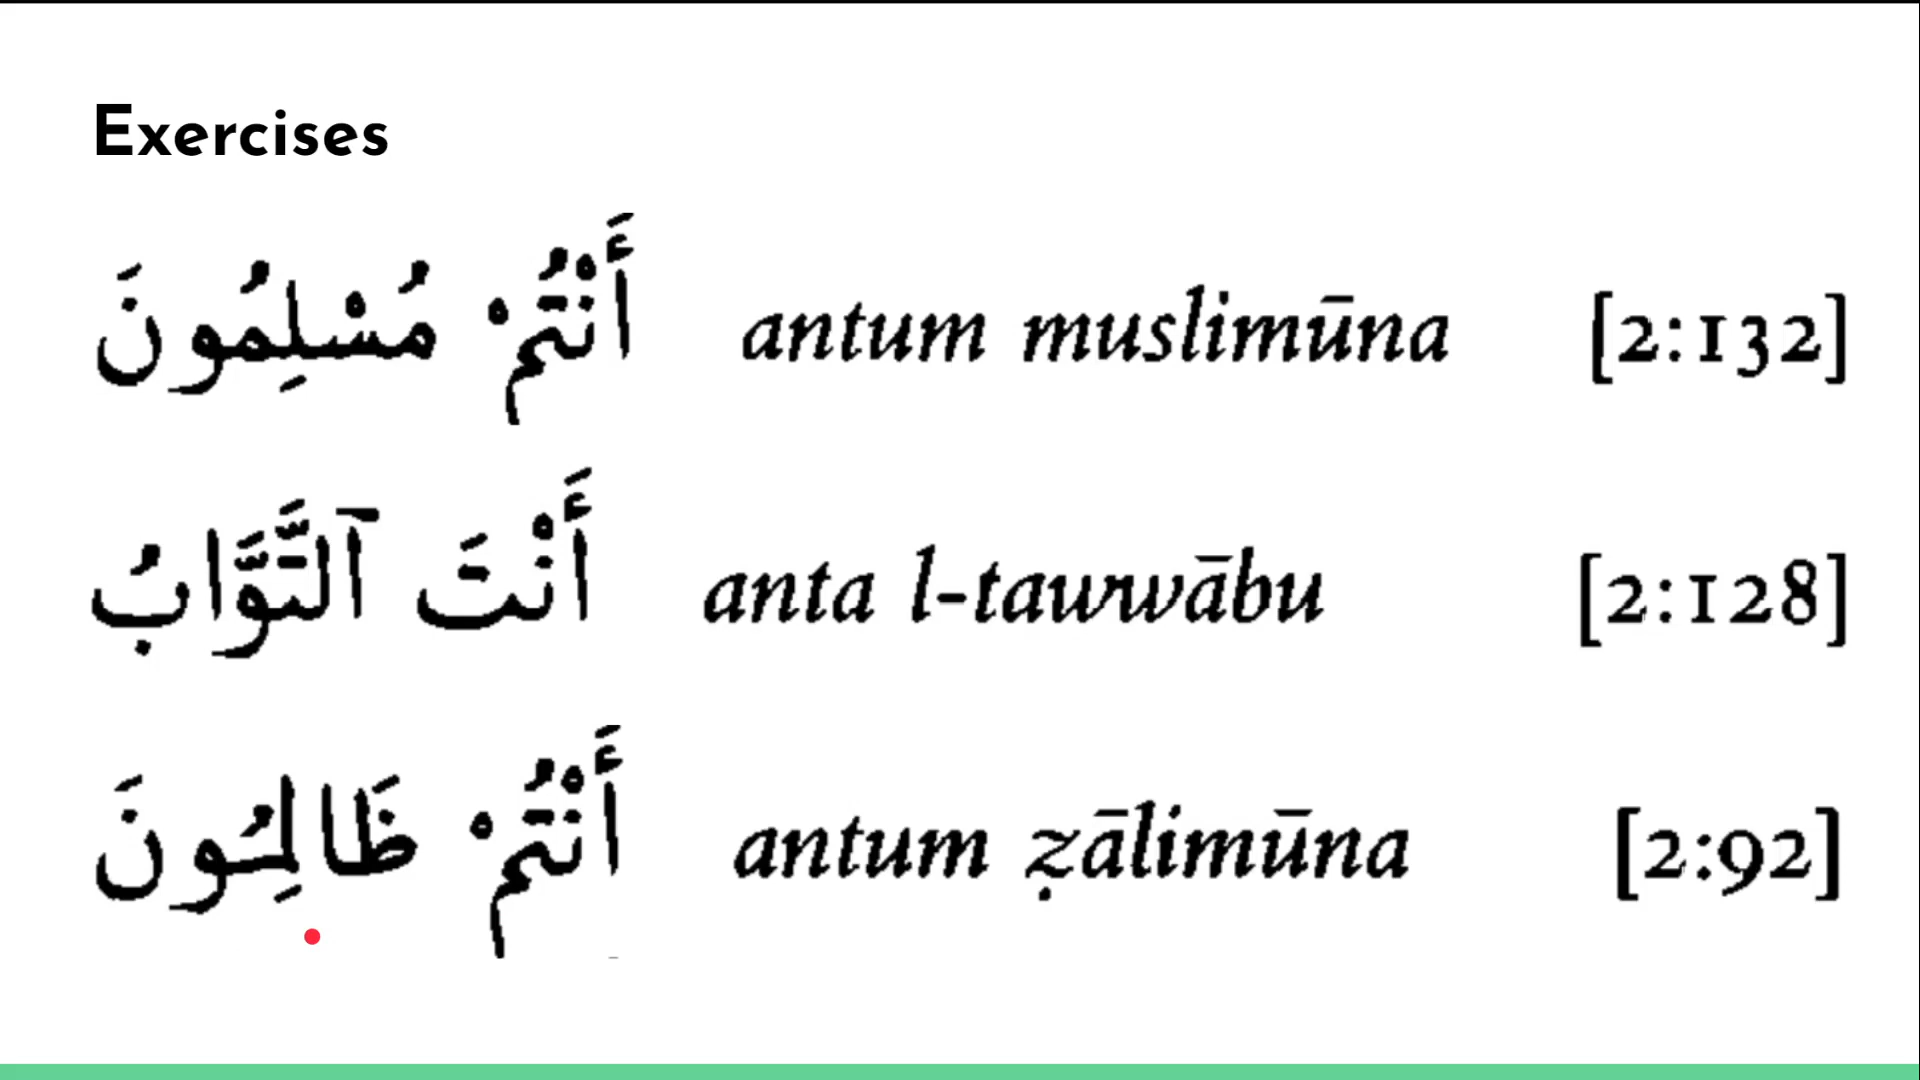 Exercises
أَنْتُمْ مُسْلِمُونَ antum muslimūna [2:132]
أَنْتَ ٱلتَّوَّابُ anta l-tawwābu [2:128]
أَنْتُمْ ظَالِمُونَ antum ẓālimūna [2:92]